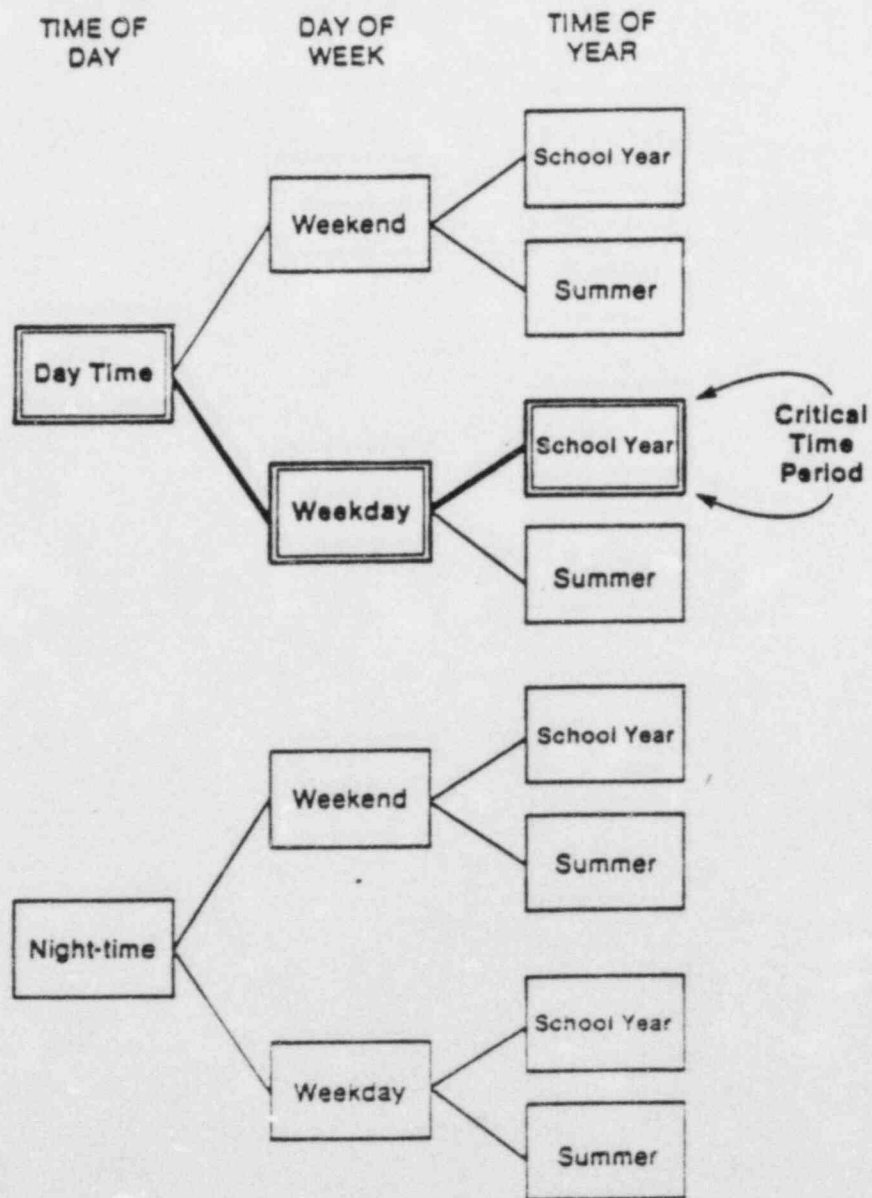 TIME OF
DAY
DAY OF
WEEK
TIME OF
YEAR
School Year
Weekend
Summer
Day Time
School Year
Critical
Time
Period
Weekday
Summer
School Year
Weekend
Summer
Night-time
School Year
Weekday
Summer